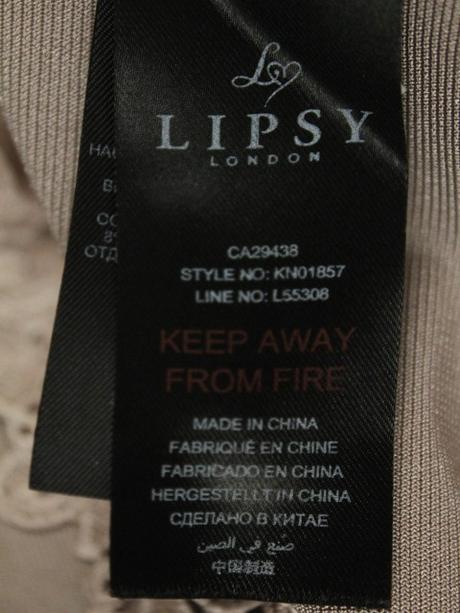 LIPSY
LONDON
CA29438
STYLE NO: KN01857
LINE NO: L55308
KEEP AWAY
FROM FIRE
MADE IN CHINA
FABRIQUÉ EN CHINE
FABRICADO EN CHINA
HERGESTELLT IN CHINA
СДЕЛАНО В КИТАЕ
صنع في الصين
中国制造